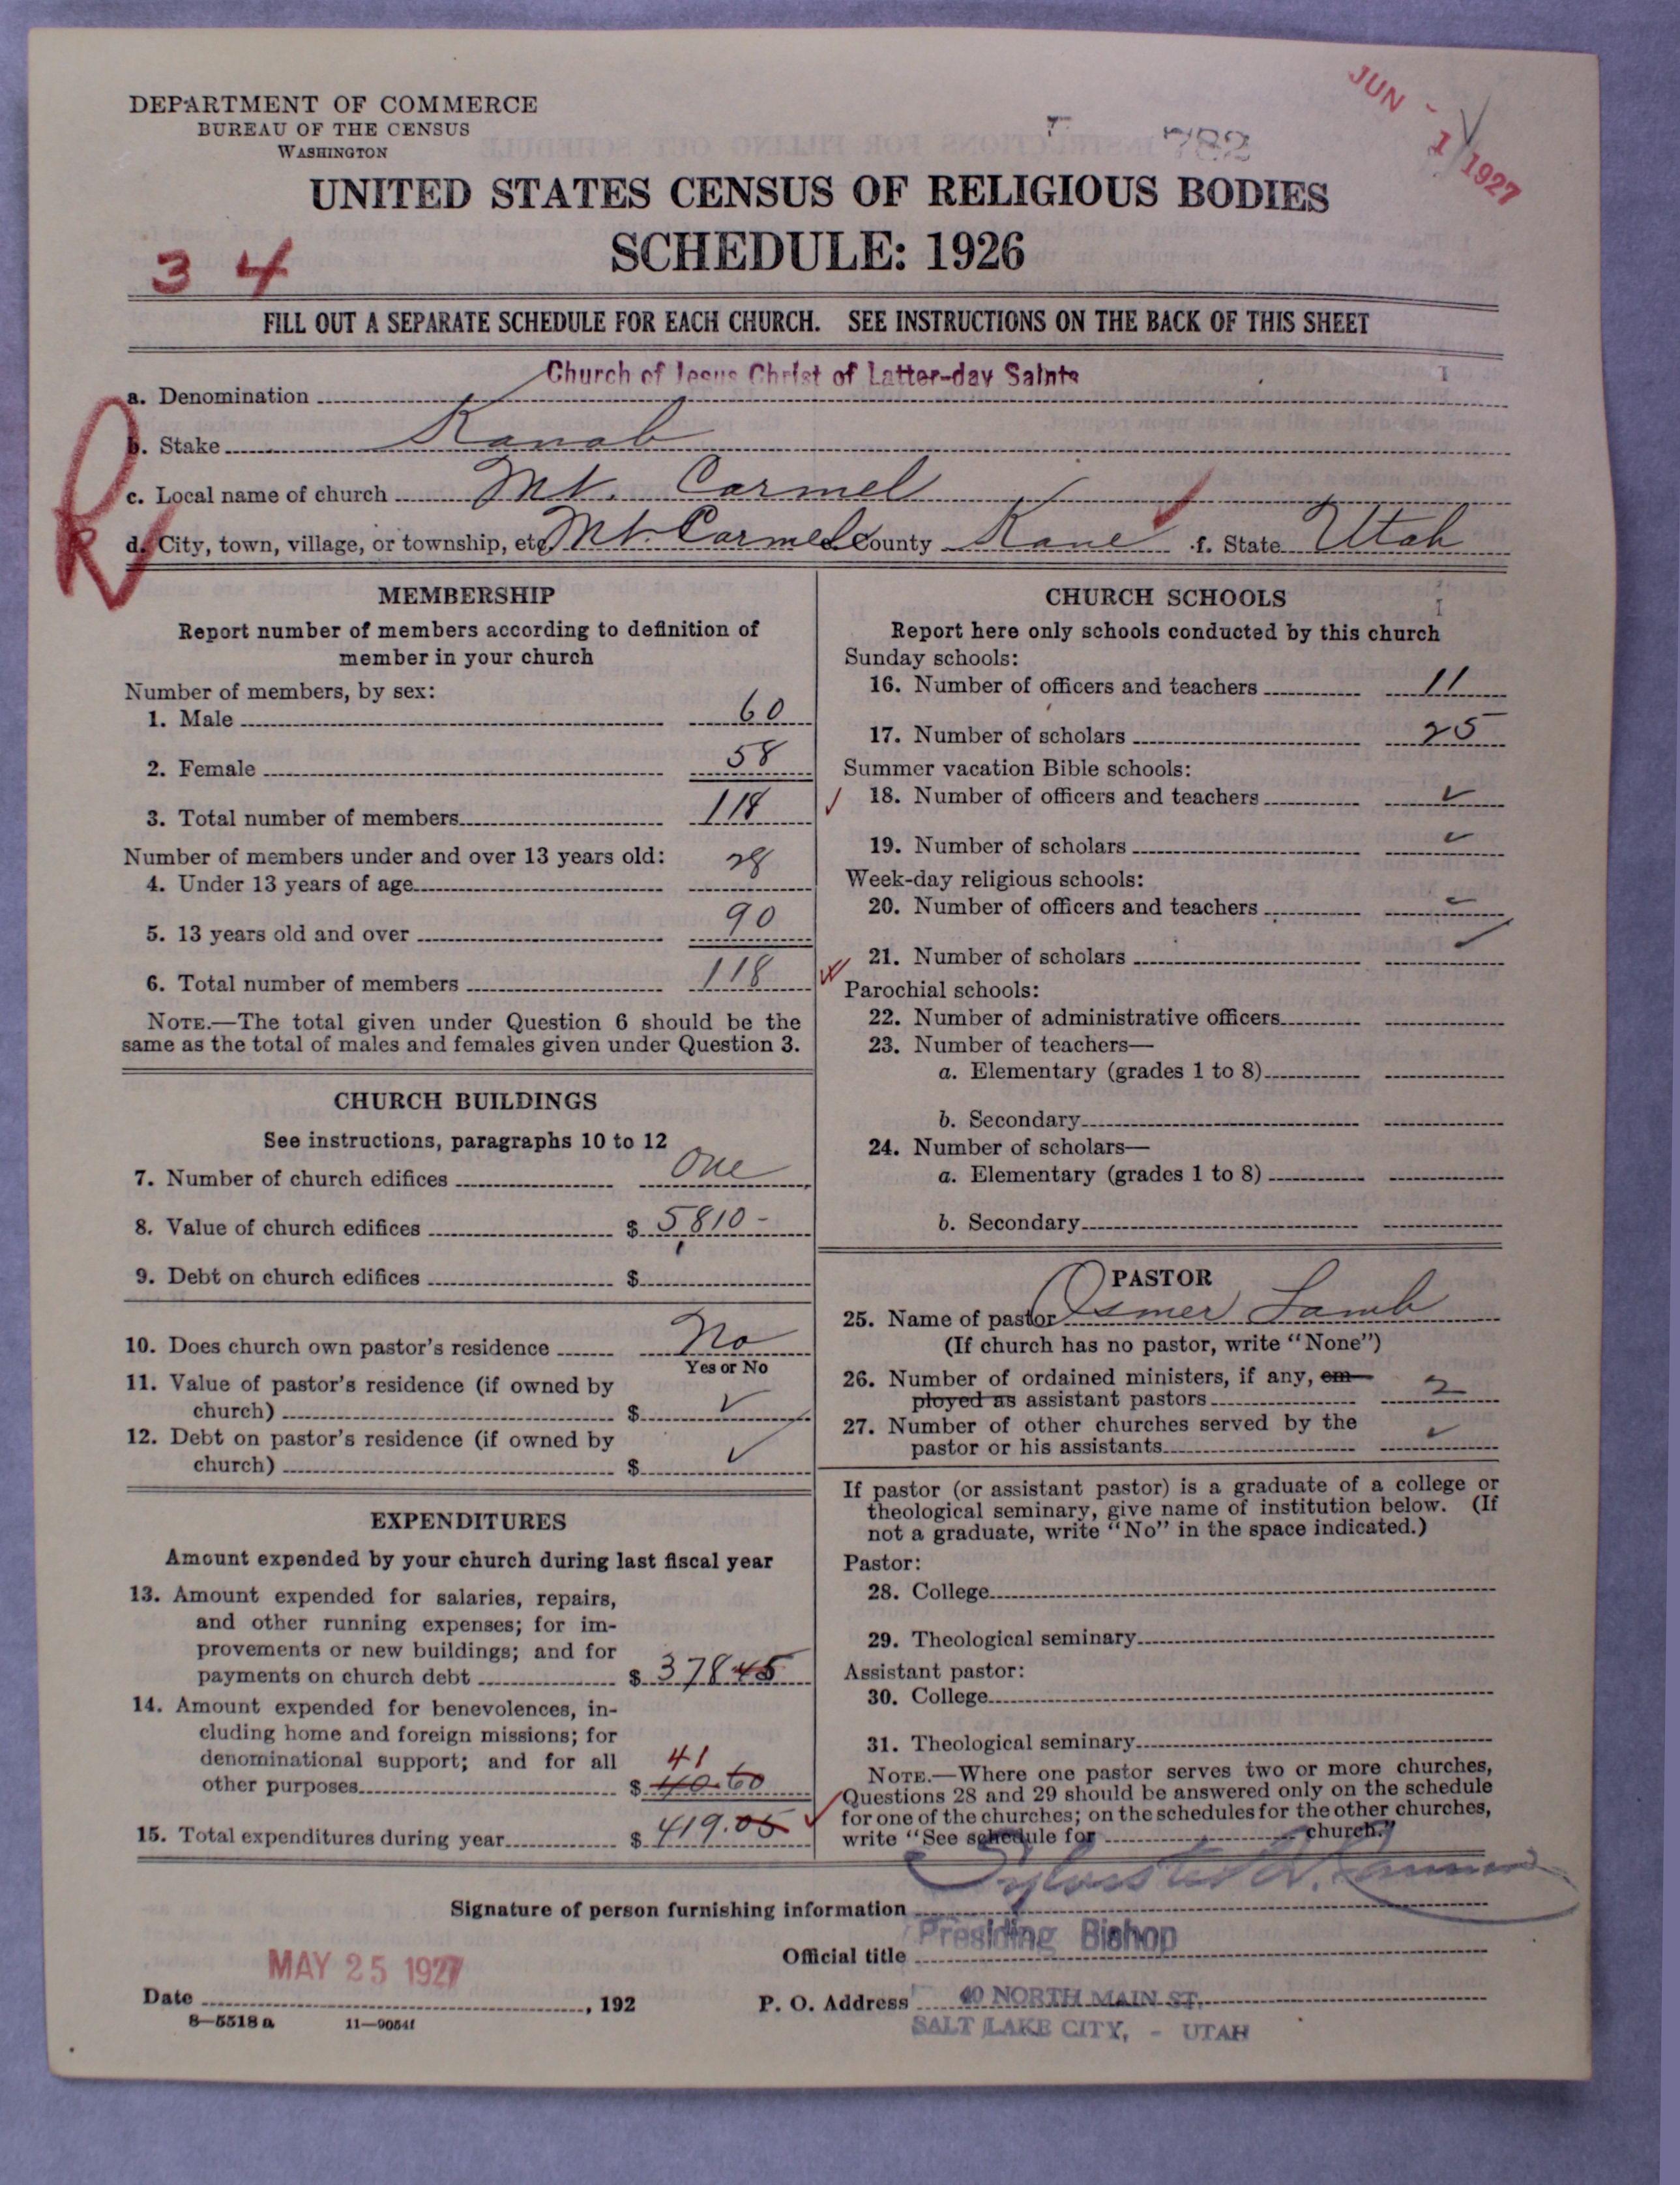 DEPARTMENT OF COMMERCE
BUREAU OF THE CENSUS
WASHINGTON
782
JUN - 1 1927
UNITED STATES CENSUS OF RELIGIOUS BODIES
SCHEDULE: 1926
3 4
FILL OUT A SEPARATE SCHEDULE FOR EACH CHURCH. SEE INSTRUCTIONS ON THE BACK OF THIS SHEET
a. Denomination Church of Jesus Christ of Latter-day Saints
b. Stake Kanab
c. Local name of church Mt. Carmel
d. City, town, village, or township, etc. Mt. Carmel e. County Kane f. State Utah
MEMBERSHIP
Report number of members according to definition of
member in your church
Number of members, by sex:
1. Male 60
2. Female 58
3. Total number of members 118
Number of members under and over 13 years old:
4. Under 13 years of age 28
5. 13 years old and over 90
6. Total number of members 118
NOTE.—The total given under Question 6 should be the
same as the total of males and females given under Question 3.
CHURCH BUILDINGS
See instructions, paragraphs 10 to 12
7. Number of church edifices One
8. Value of church edifices $ 5,810-
9. Debt on church edifices $
10. Does church own pastor's residence No
Yes or No
11. Value of pastor's residence (if owned by
church) $ ✓
12. Debt on pastor's residence (if owned by
church) $ ✓
EXPENDITURES
Amount expended by your church during last fiscal year
13. Amount expended for salaries, repairs,
and other running expenses; for im-
provements or new buildings; and for
payments on church debt $ 378 45
14. Amount expended for benevolences, in-
cluding home and foreign missions; for
denominational support; and for all
41
other purposes $ 40.60
15. Total expenditures during year $ 419.05
CHURCH SCHOOLS
Report here only schools conducted by this church
Sunday schools:
16. Number of officers and teachers 11
17. Number of scholars 25
Summer vacation Bible schools:
18. Number of officers and teachers ✓
19. Number of scholars ✓
Week-day religious schools:
20. Number of officers and teachers ✓
21. Number of scholars ✓
Parochial schools:
22. Number of administrative officers
23. Number of teachers—
a. Elementary (grades 1 to 8)
b. Secondary
24. Number of scholars—
a. Elementary (grades 1 to 8)
b. Secondary
PASTOR
25. Name of pastor Osmer Lamb
(If church has no pastor, write "None")
26. Number of ordained ministers, if any, em-
ployed as assistant pastors 2
27. Number of other churches served by the
pastor or his assistants ✓
If pastor (or assistant pastor) is a graduate of a college or
theological seminary, give name of institution below. (If
not a graduate, write "No" in the space indicated.)
Pastor:
28. College
29. Theological seminary
Assistant pastor:
30. College
31. Theological seminary
NOTE.—Where one pastor serves two or more churches,
Questions 28 and 29 should be answered only on the schedule
for one of the churches; on the schedules for the other churches,
write "See schedule for church."
Signature of person furnishing information Sylvester Q. Cannon
Official title Presiding Bishop
Date MAY 25 1927, 192
P. O. Address 40 NORTH MAIN ST.
SALT LAKE CITY, - UTAH
8—5518a 11—90541